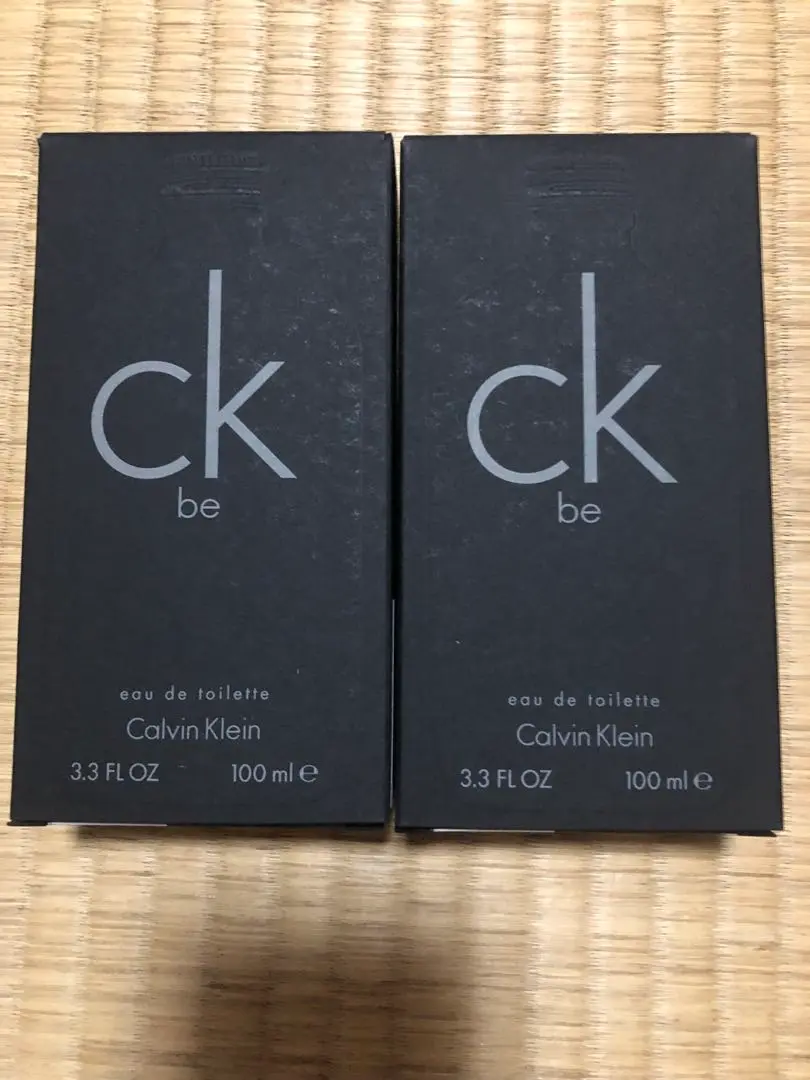 ck
be
eau de toilette
Calvin Klein
3.3 FL OZ 100 ml ℮
ck
be
eau de toilette
Calvin Klein
3.3 FL OZ 100 ml ℮